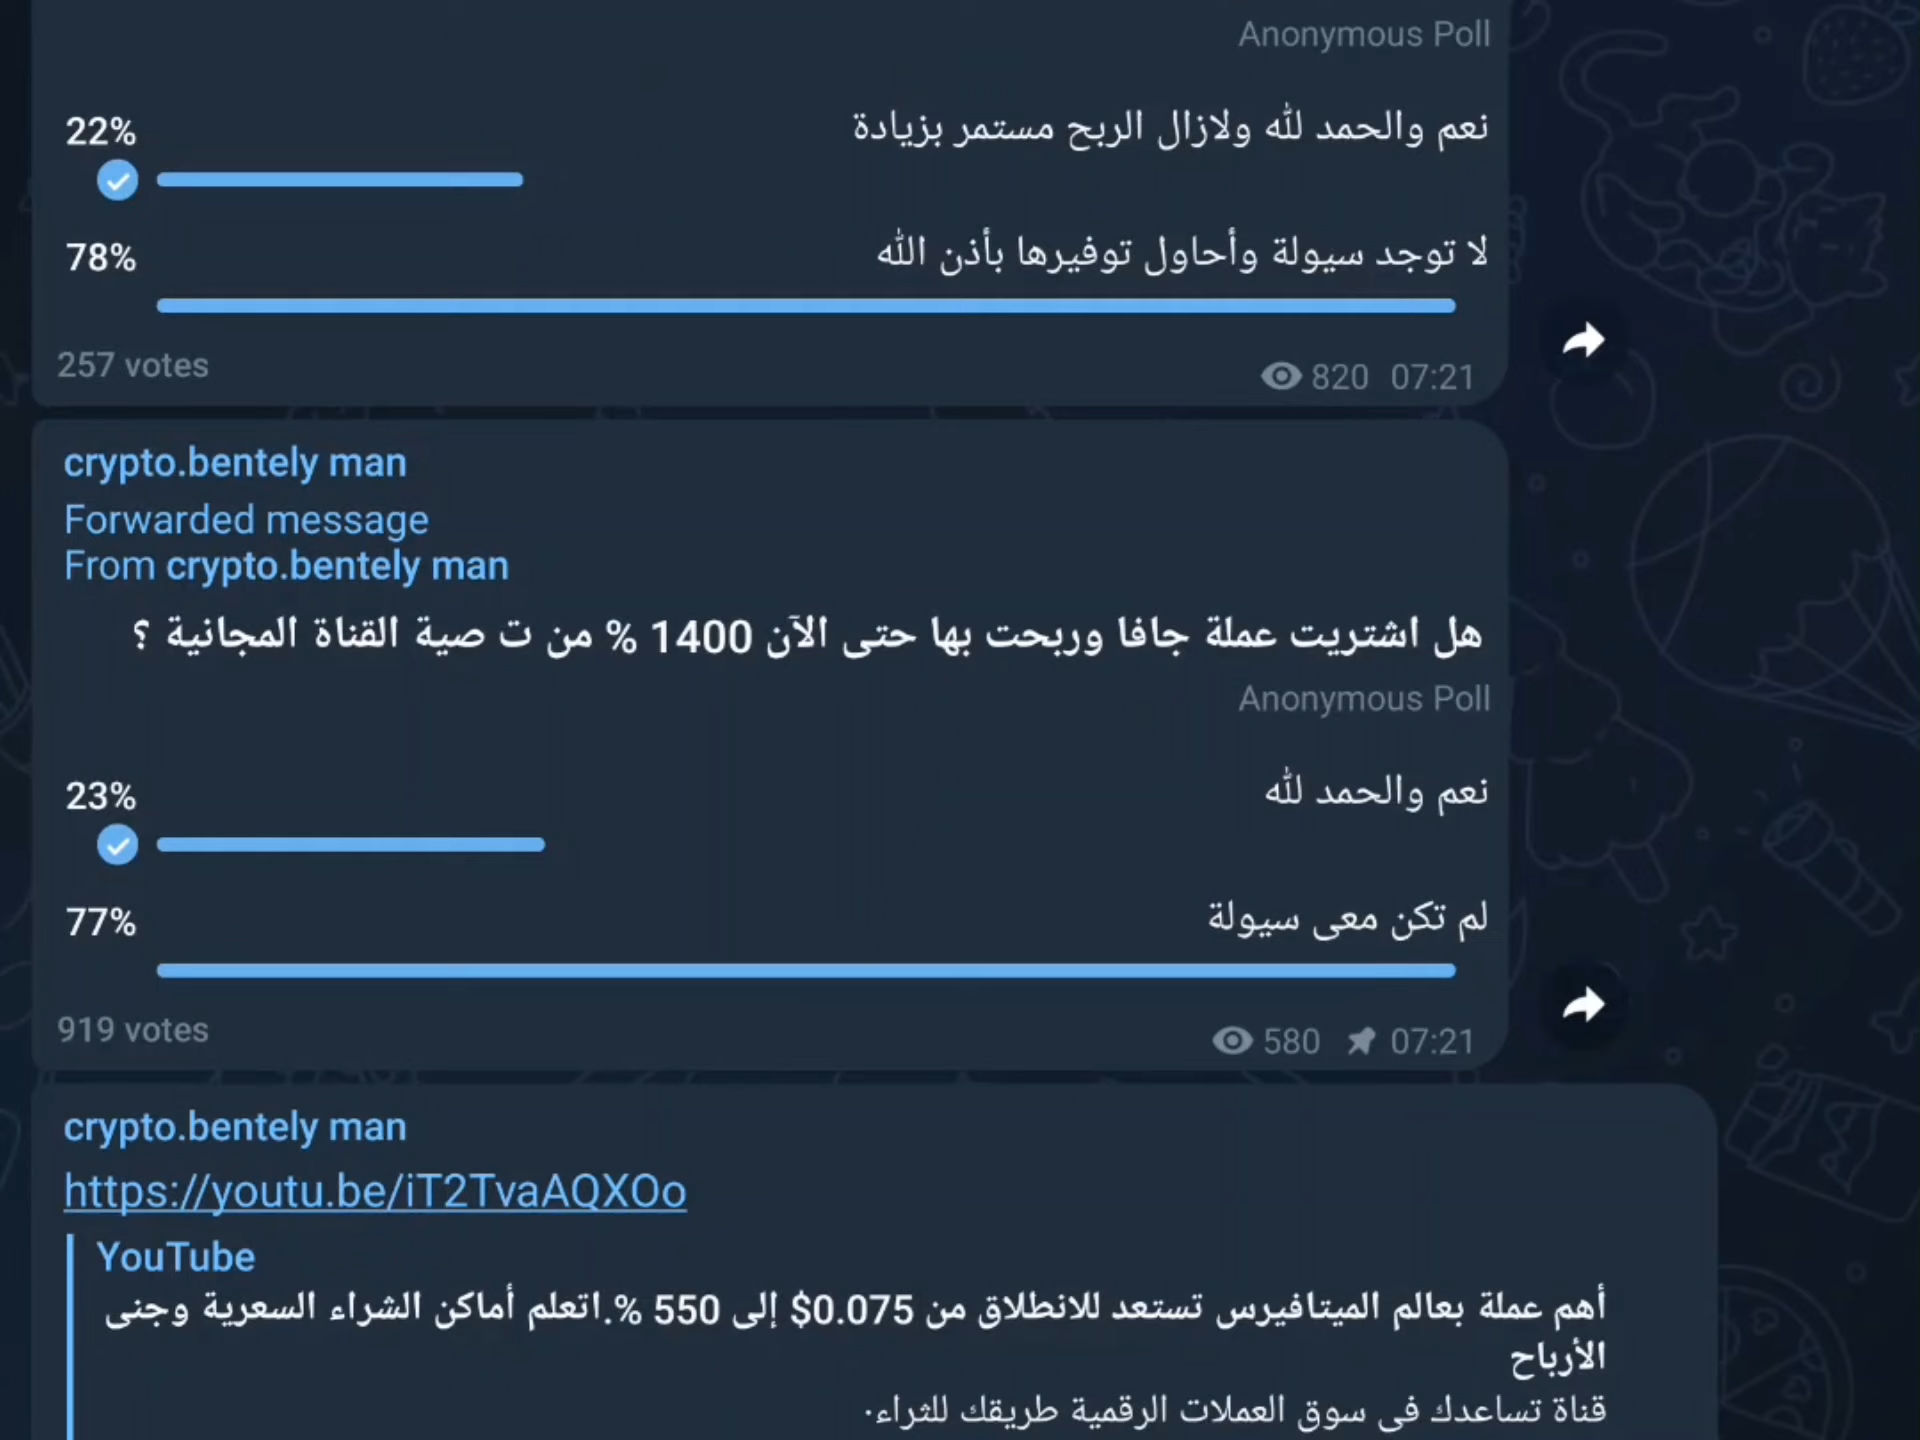 Anonymous Poll
22%
نعم والحمد لله ولازال الربح مستمر بزيادة
78%
لا توجد سيولة وأحاول توفيرها بأذن الله
257 votes
820 07:21
crypto.bentely man
Forwarded message
From crypto.bentely man
هل اشتريت عملة جافا وربحت بها حتى الآن 1400 % من ت صية القناة المجانية ؟
Anonymous Poll
23%
نعم والحمد لله
77%
لم تكن معى سيولة
919 votes
580 07:21
crypto.bentely man
https://youtu.be/iT2TvaAQXOo
YouTube
أهم عملة بعالم الميتافيرس تستعد للانطلاق من 0.075$ إلى 550 %.اتعلم أماكن الشراء السعرية وجنى
الأرباح
قناة تساعدك فى سوق العملات الرقمية طريقك للثراء.